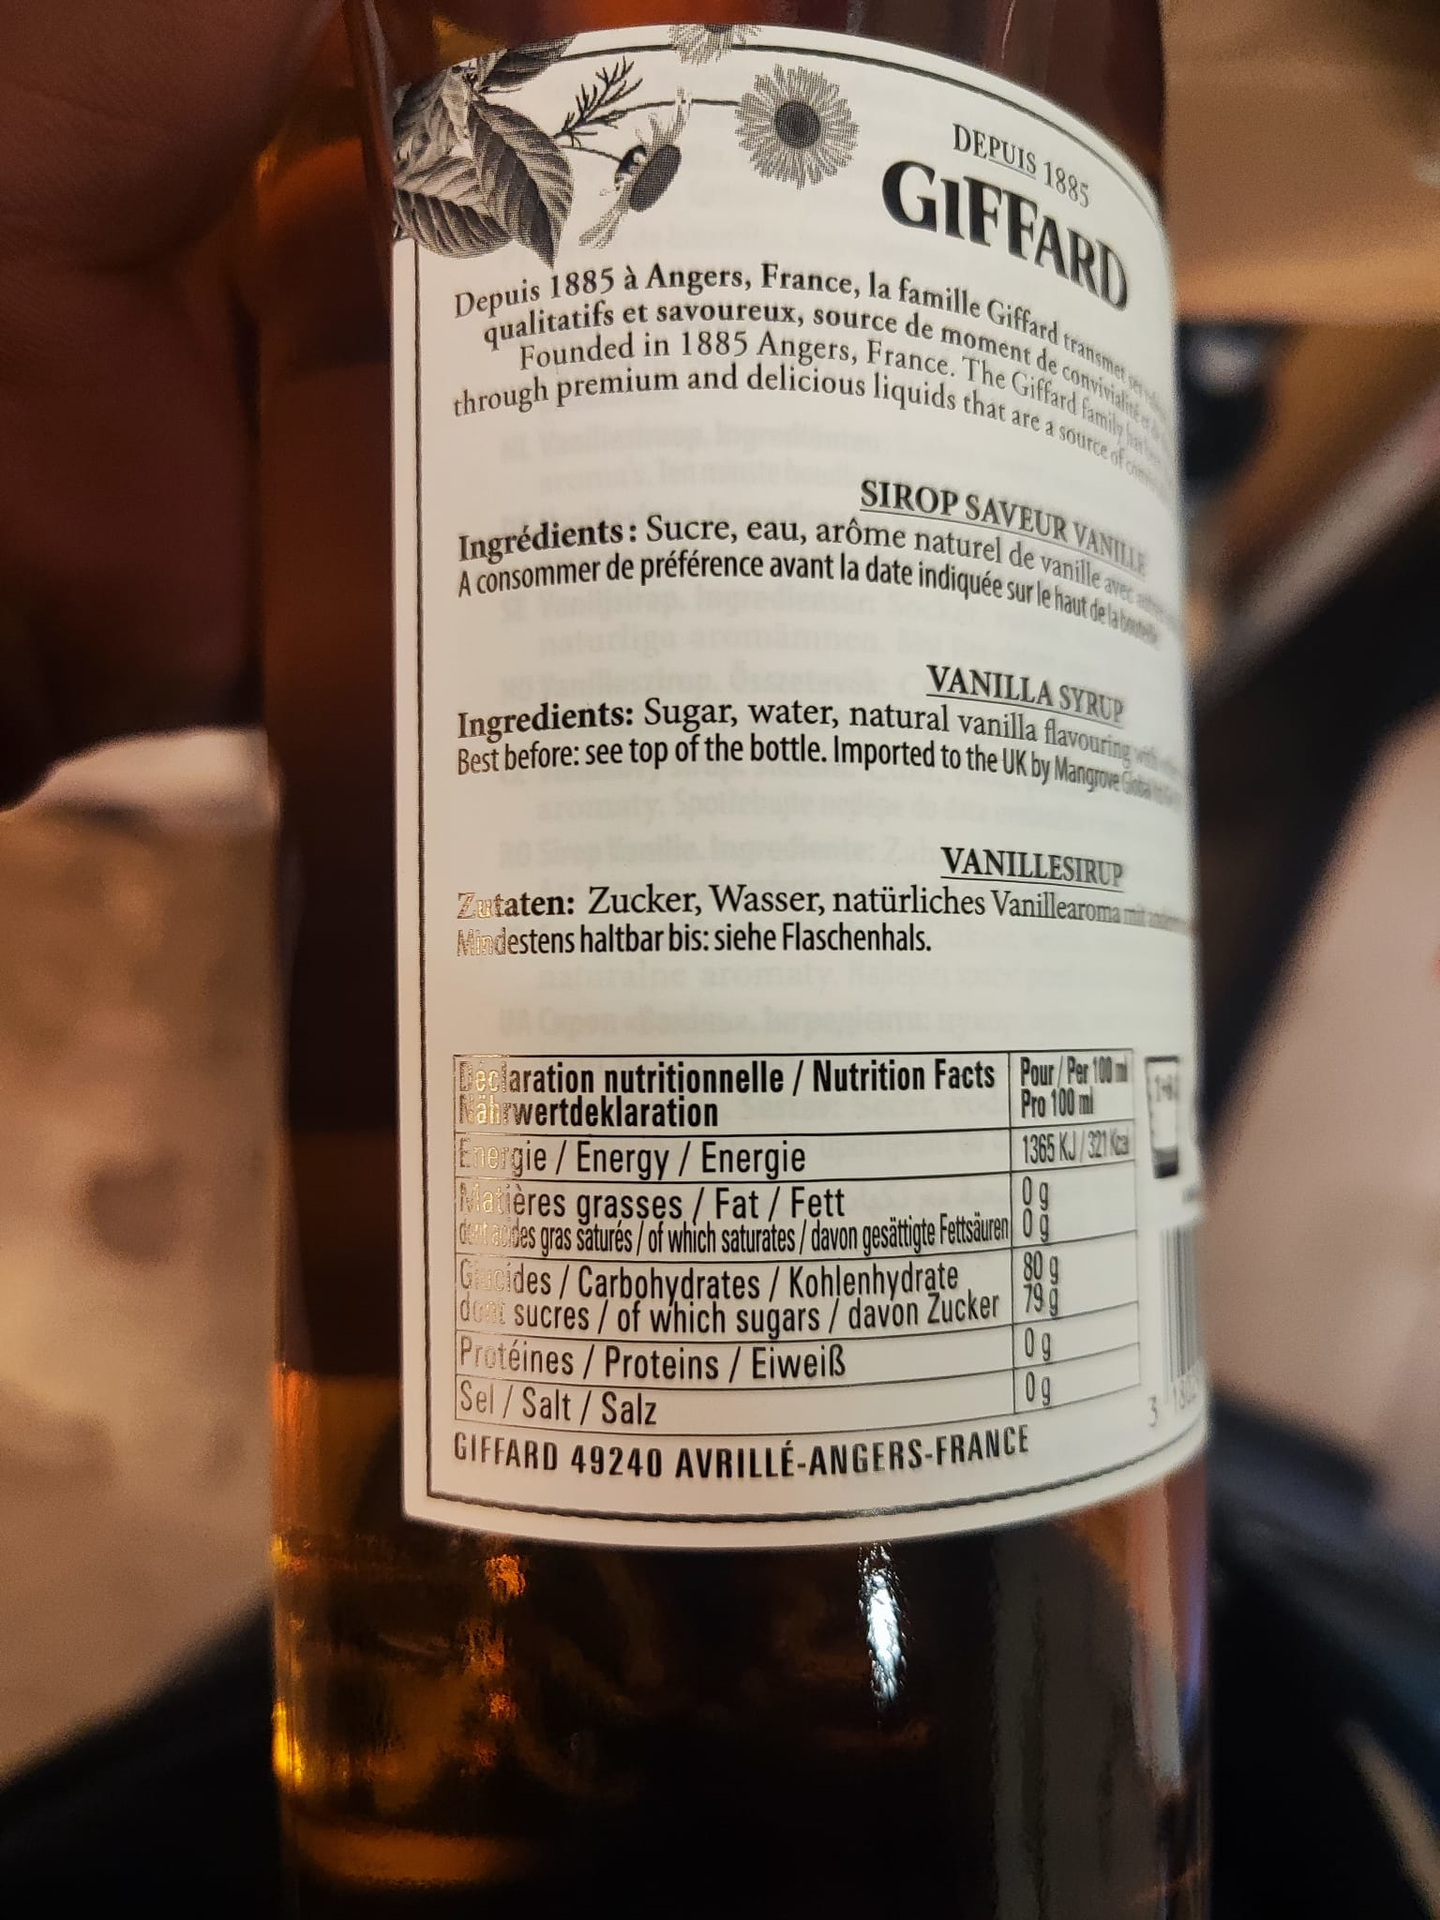 DEPUIS 1885
GIFFARD
Depuis 1885 à Angers, France, la famille Giffard transmet
qualitatifs et savoureux, source de moment de convivialité
Founded in 1885 Angers, France. The Giffard family has
through premium and delicious liquids that are a source of
SIROP SAVEUR VANILLE
Ingrédients : Sucre, eau, arôme naturel de vanille avec
A consommer de préférence avant la date indiquée sur le haut de la bouteille
VANILLA SYRUP
Ingredients: Sugar, water, natural vanilla flavouring with
Best before: see top of the bottle. Imported to the UK by Mangrove Global
VANILLESIRUP
Zutaten: Zucker, Wasser, natürliches Vanillearoma mit
Mindestens haltbar bis: siehe Flaschenhals.
Déclaration nutritionnelle / Nutrition Facts Pour / Per 100 ml
Nährwertdeklaration Pro 100 ml
Energie / Energy / Energie 1365 KJ / 321 Kcal
Matières grasses / Fat / Fett 0 g
dont acides gras saturés / of which saturates / davon gesättigte Fettsäuren 0 g
Glucides / Carbohydrates / Kohlenhydrate 80 g
dont sucres / of which sugars / davon Zucker 79 g
Protéines / Proteins / Eiweiß 0 g
Sel / Salt / Salz 0 g
3
GIFFARD 49240 AVRILLÉ-ANGERS-FRANCE